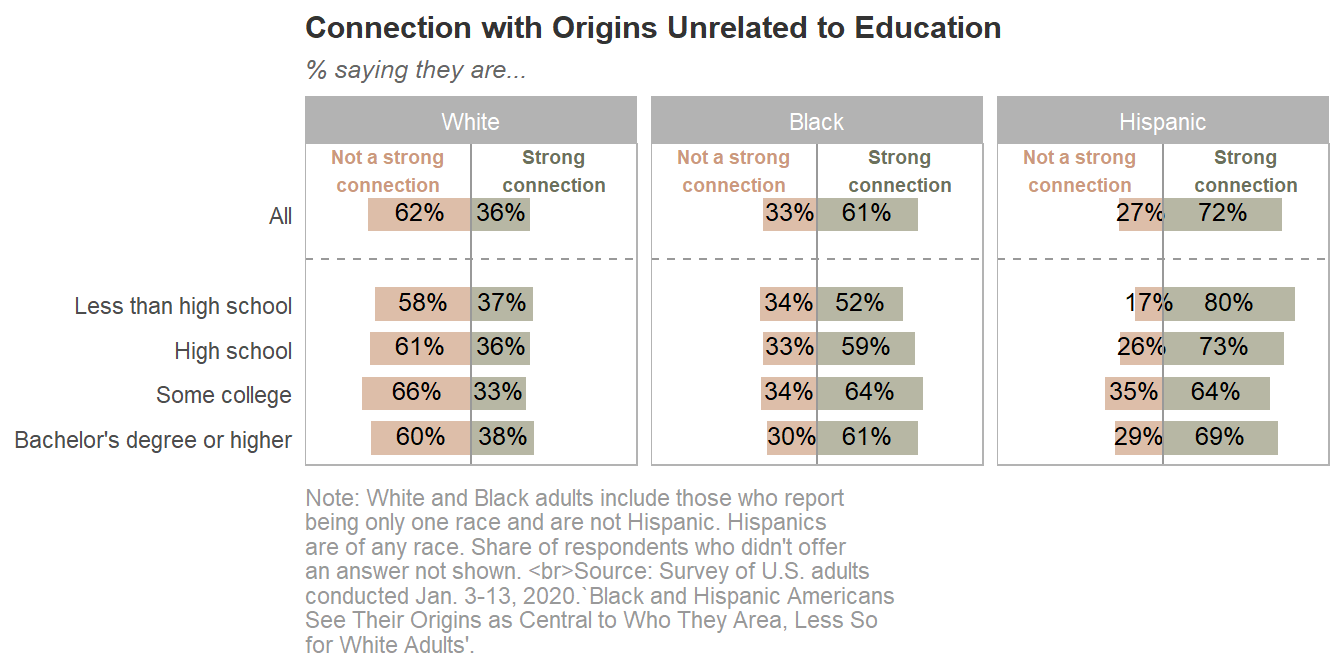 Connection with Origins Unrelated to Education
% saying they are...
White Black Hispanic
Not a strong Strong Not a strong Strong Not a strong Strong
connection connection connection connection connection connection
All 62% 36% 33% 61% 27% 72%
Less than high school 58% 37% 34% 52% 17% 80%
High school 61% 36% 33% 59% 26% 73%
Some college 66% 33% 34% 64% 35% 64%
Bachelor's degree or higher 60% 38% 30% 61% 29% 69%
Note: White and Black adults include those who report
being only one race and are not Hispanic. Hispanics
are of any race. Share of respondents who didn't offer
an answer not shown. <br>Source: Survey of U.S. adults
conducted Jan. 3-13, 2020.`Black and Hispanic Americans
See Their Origins as Central to Who They Area, Less So
for White Adults'.